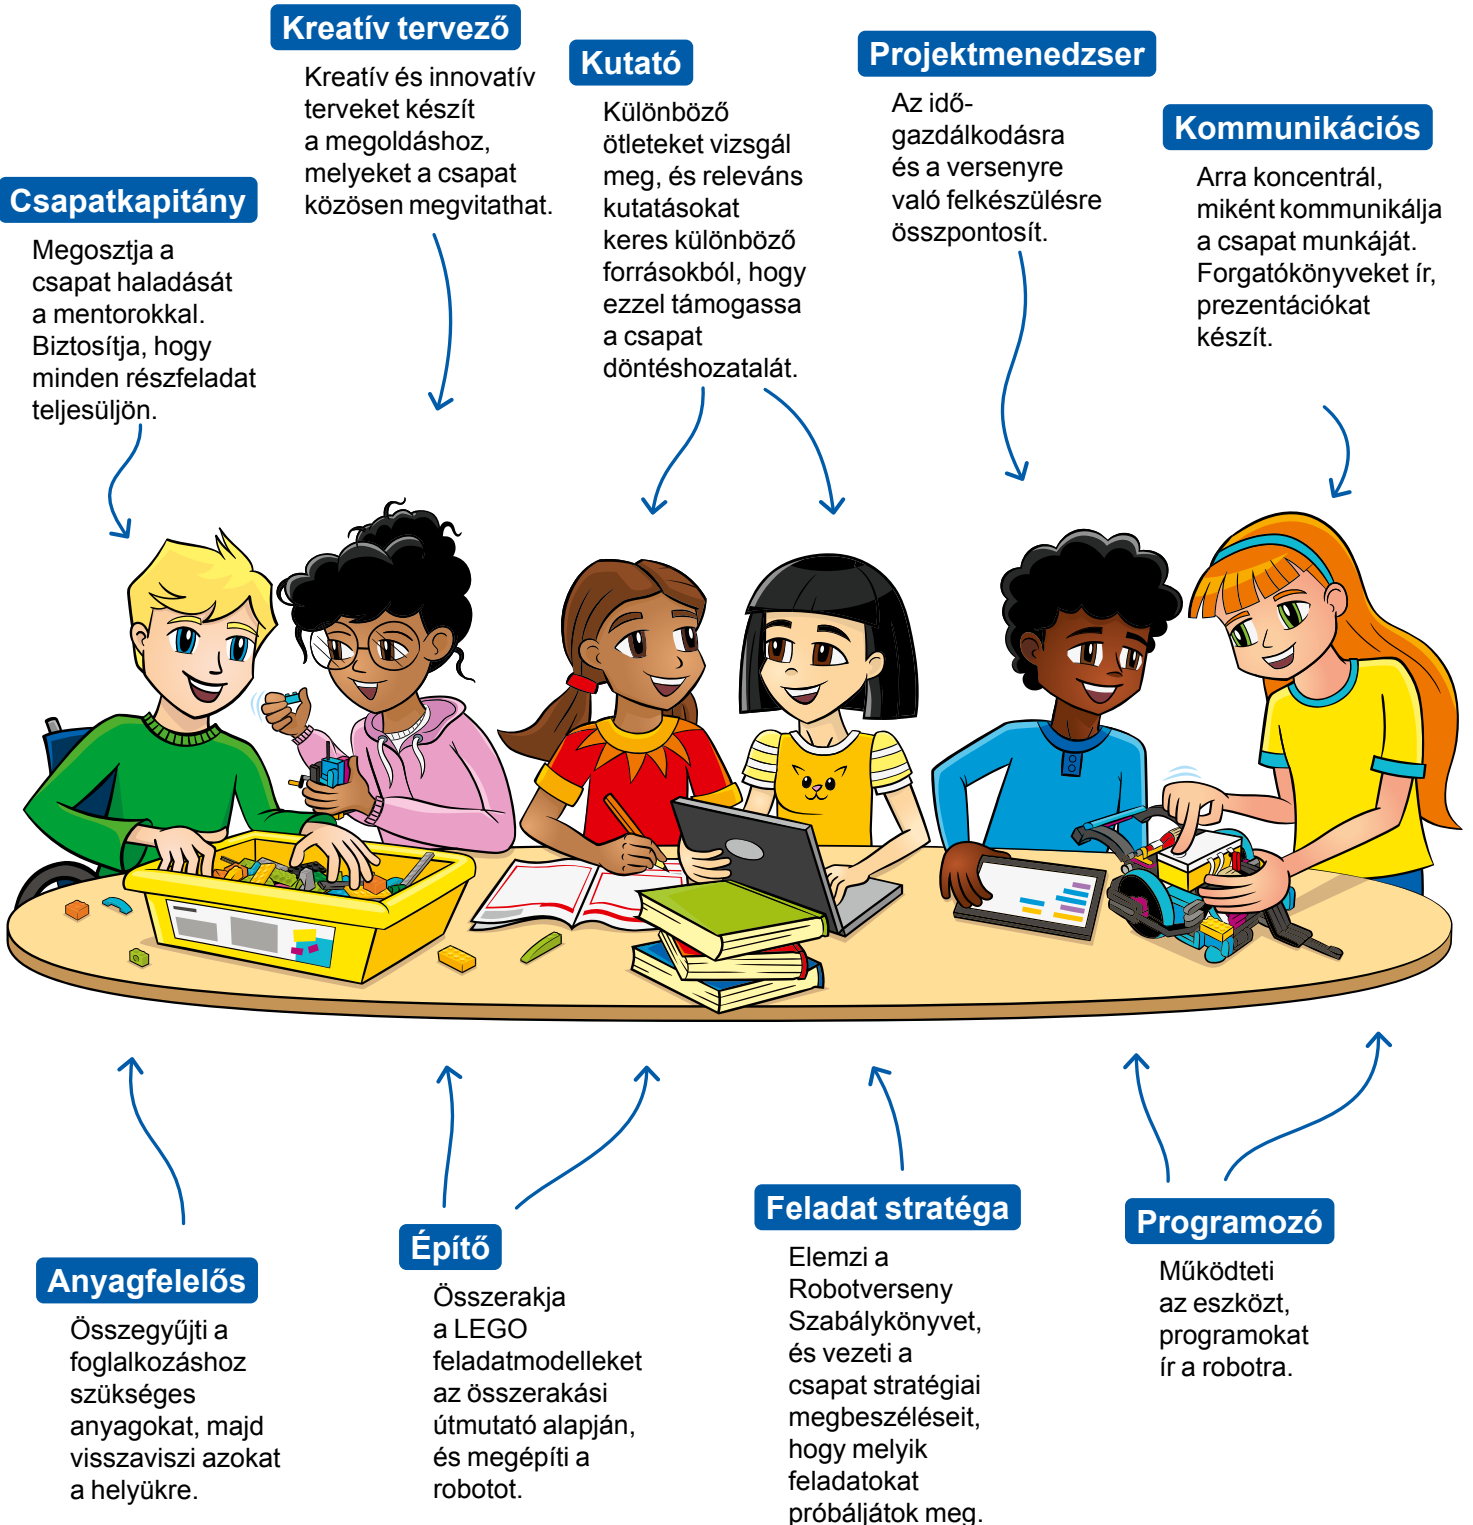 Kreatív tervező
Kreatív és innovatív
terveket készít
a megoldáshoz,
melyeket a csapat
közösen megvitathat.
Kutató
Különböző
ötleteket vizsgál
meg, és releváns
kutatásokat
keres különböző
forrásokból, hogy
ezzel támogassa
a csapat
döntéshozatalát.
Projektmenedzser
Az idő-
gazdálkodásra
és a versenyre
való felkészülésre
összpontosít.
Kommunikációs
Arra koncentrál,
miként kommunikálja
a csapat munkáját.
Forgatókönyveket ír,
prezentációkat
készít.
Csapatkapitány
Megosztja a
csapat haladását
a mentorokkal.
Biztosítja, hogy
minden részfeladat
teljesüljön.
Anyagfelelős
Összegyűjti a
foglalkozáshoz
szükséges
anyagokat, majd
visszaviszi azokat
a helyükre.
Építő
Összerakja
a LEGO
feladatmodelleket
az összerakási
útmutató alapján,
és megépíti a
robotot.
Feladat stratéga
Elemzi a
Robotverseny
Szabálykönyvet,
és vezeti a
csapat stratégiai
megbeszéléseit,
hogy melyik
feladatokat
próbáljátok meg.
Programozó
Működteti
az eszközt,
programokat
ír a robotra.